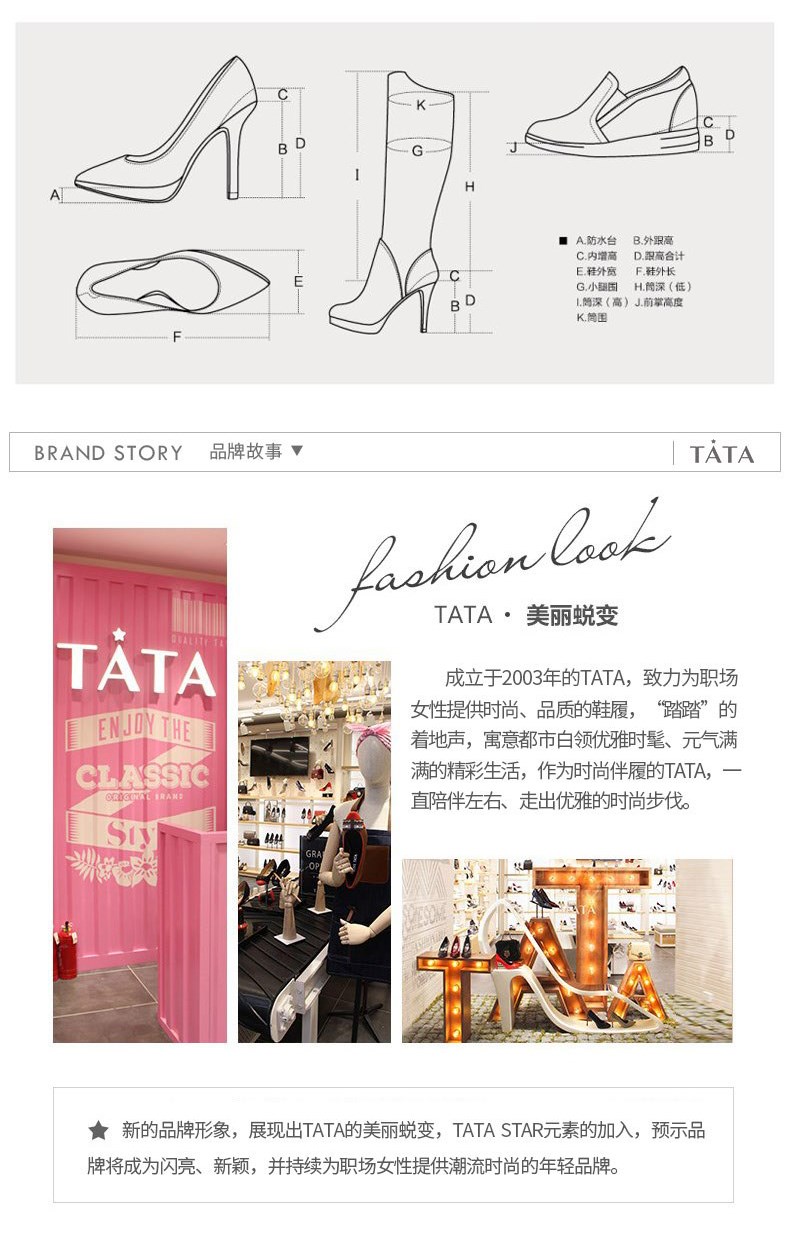 C
B
D
A
E
F
K
G
I
H
C
B
D
J
C
B
D
■ A.防水台 B.外跟高
C.内增高 D.跟高合计
E.鞋外宽 F.鞋外长
G.小腿围 H.筒深（低）
I.筒深（高）J.前掌高度
K.筒围
BRAND STORY 品牌故事 ▼
TATA
fashion look
TATA · 美丽蜕变
成立于2003年的TATA，致力为职场
女性提供时尚、品质的鞋履，“踏踏”的
着地声，寓意都市白领优雅时髦、元气满
满的精彩生活，作为时尚伴履的TATA，一
直陪伴左右、走出优雅的时尚步伐。
QUALITY TA
TATA
ENJOY THE
CLASSIC
ORIGINAL BRAND
Sty
GRA
OP
TATA
TATA
★ 新的品牌形象，展现出TATA的美丽蜕变，TATA STAR元素的加入，预示品
牌将成为闪亮、新颖，并持续为职场女性提供潮流时尚的年轻品牌。